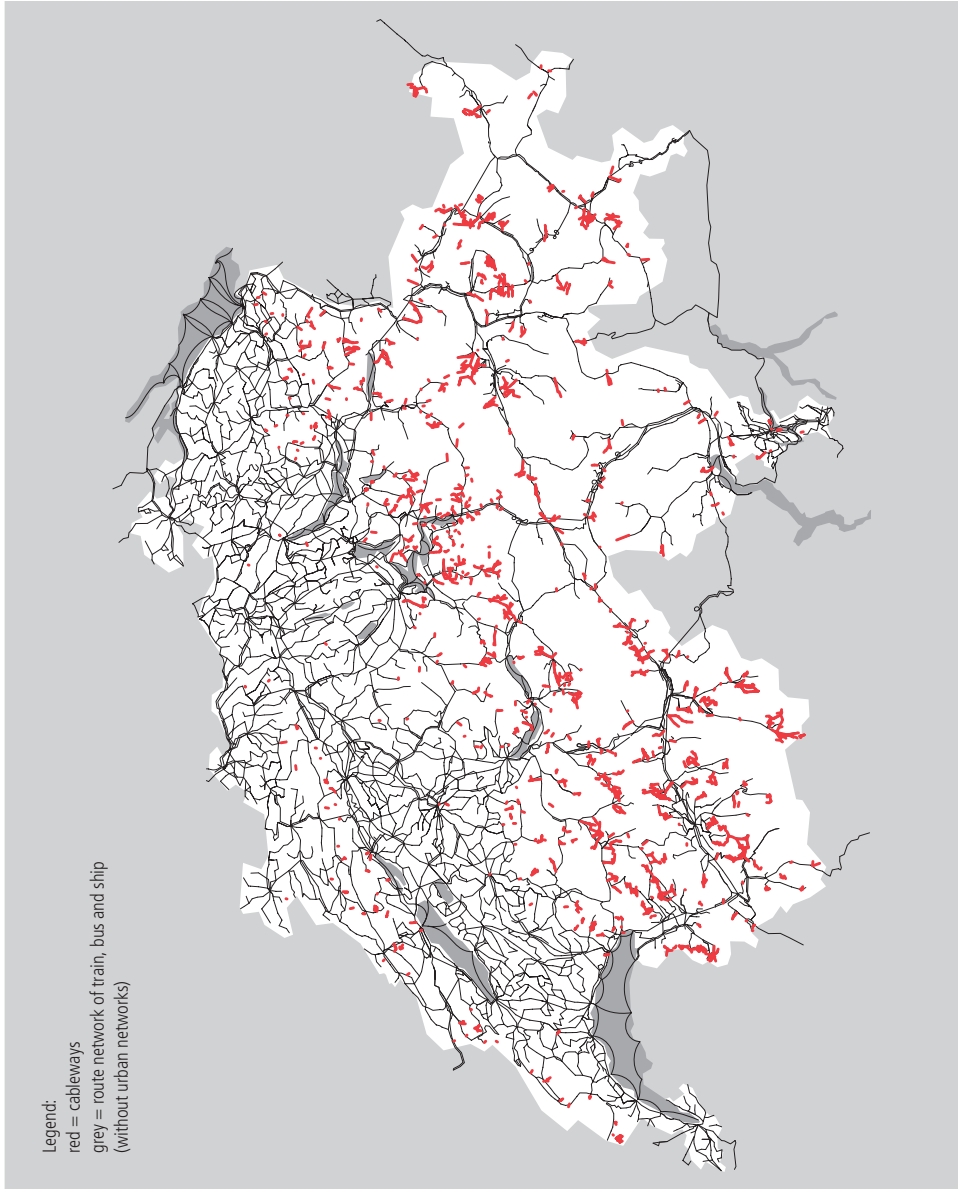 Legend:
red = cableways
grey = route network of train, bus and ship
(without urban networks)